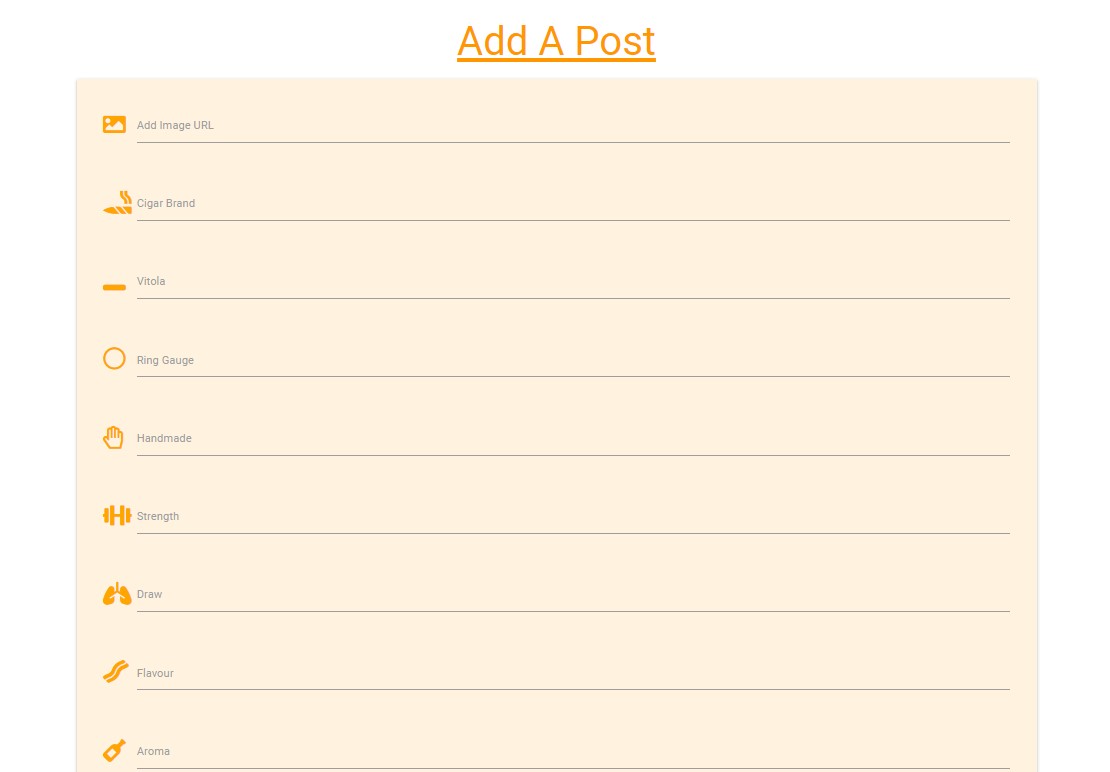 Add A Post
Add Image URL
Cigar Brand
Vitola
Ring Gauge
Handmade
Strength
Draw
Flavour
Aroma